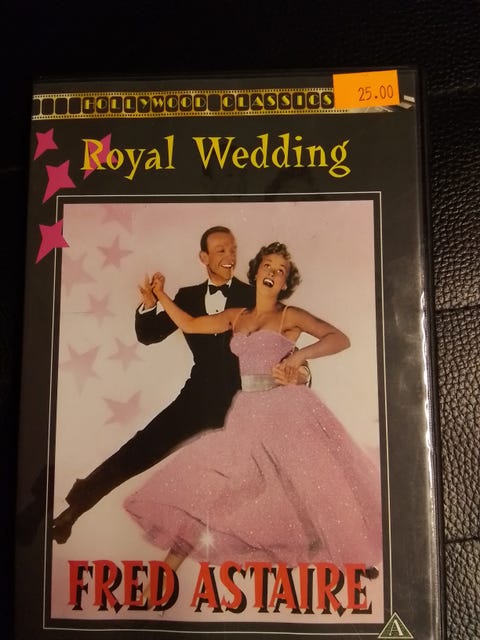 HOLLYWOOD CLASSICS
25.00
Royal Wedding
FRED ASTAIRE
A